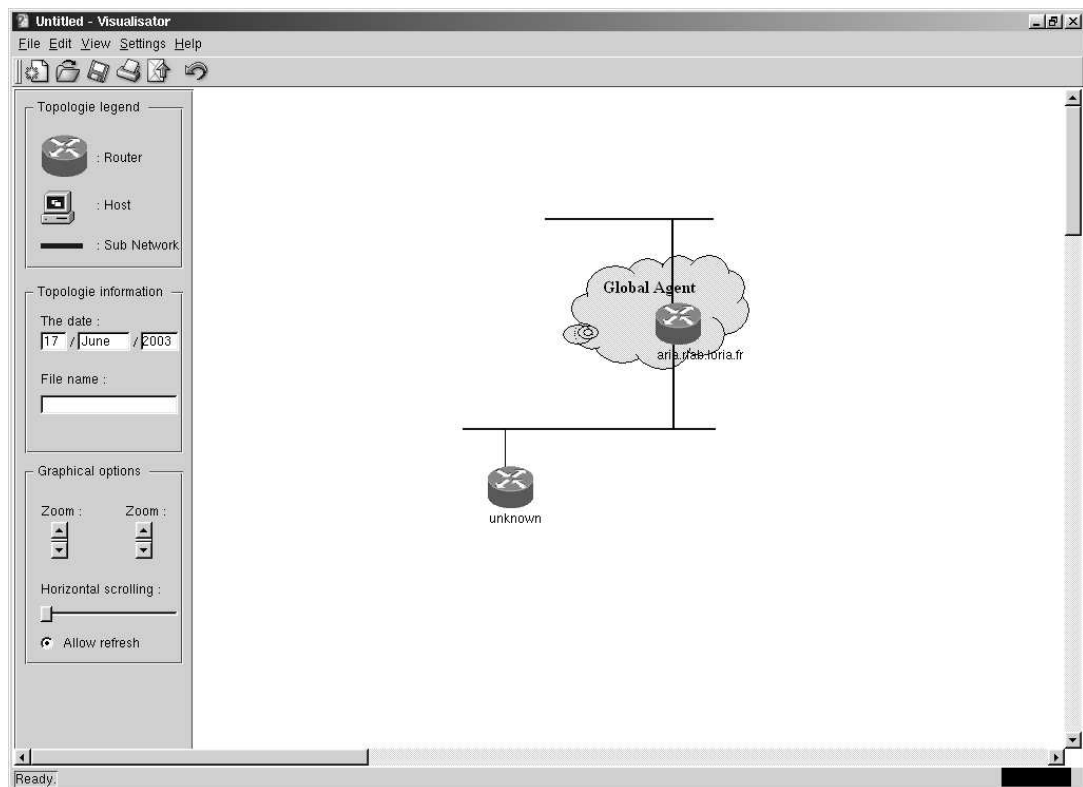 Untitled - Visualisator
File Edit View Settings Help
Topologie legend
: Router
: Host
: Sub Network
Topologie information
The date :
17 / June / 2003
File name :
Graphical options
Zoom : Zoom :
Horizontal scrolling :
Allow refresh
Global Agent
aria.rlab.loria.fr
unknown
Ready.